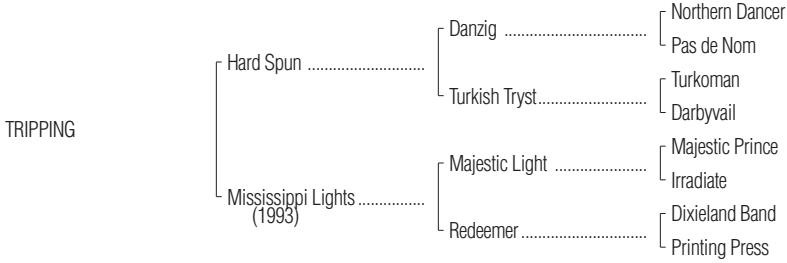 Northern Dancer
Danzig ..................................
Pas de Nom
Hard Spun ............................
Turkoman
Turkish Tryst..........................
Darbyvail
TRIPPING
Majestic Prince
Majestic Light ......................
Irradiate
Mississippi Lights ................
(1993)
Dixieland Band
Redeemer..............................
Printing Press